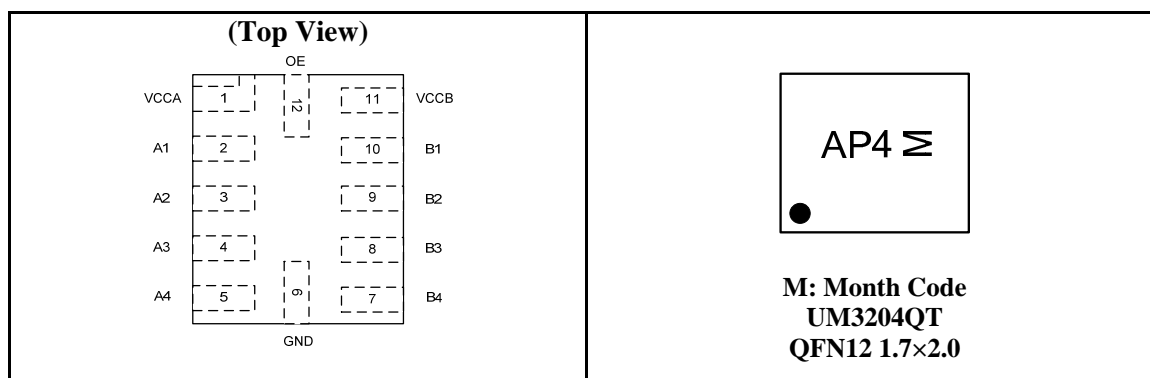 (Top View)
OE
VCCA 1 12 11 VCCB
A1 2 10 B1
A2 3 9 B2
A3 4 8 B3
A4 5 6 7 B4
GND
AP4 M
M: Month Code
UM3204QT
QFN12 1.7×2.0